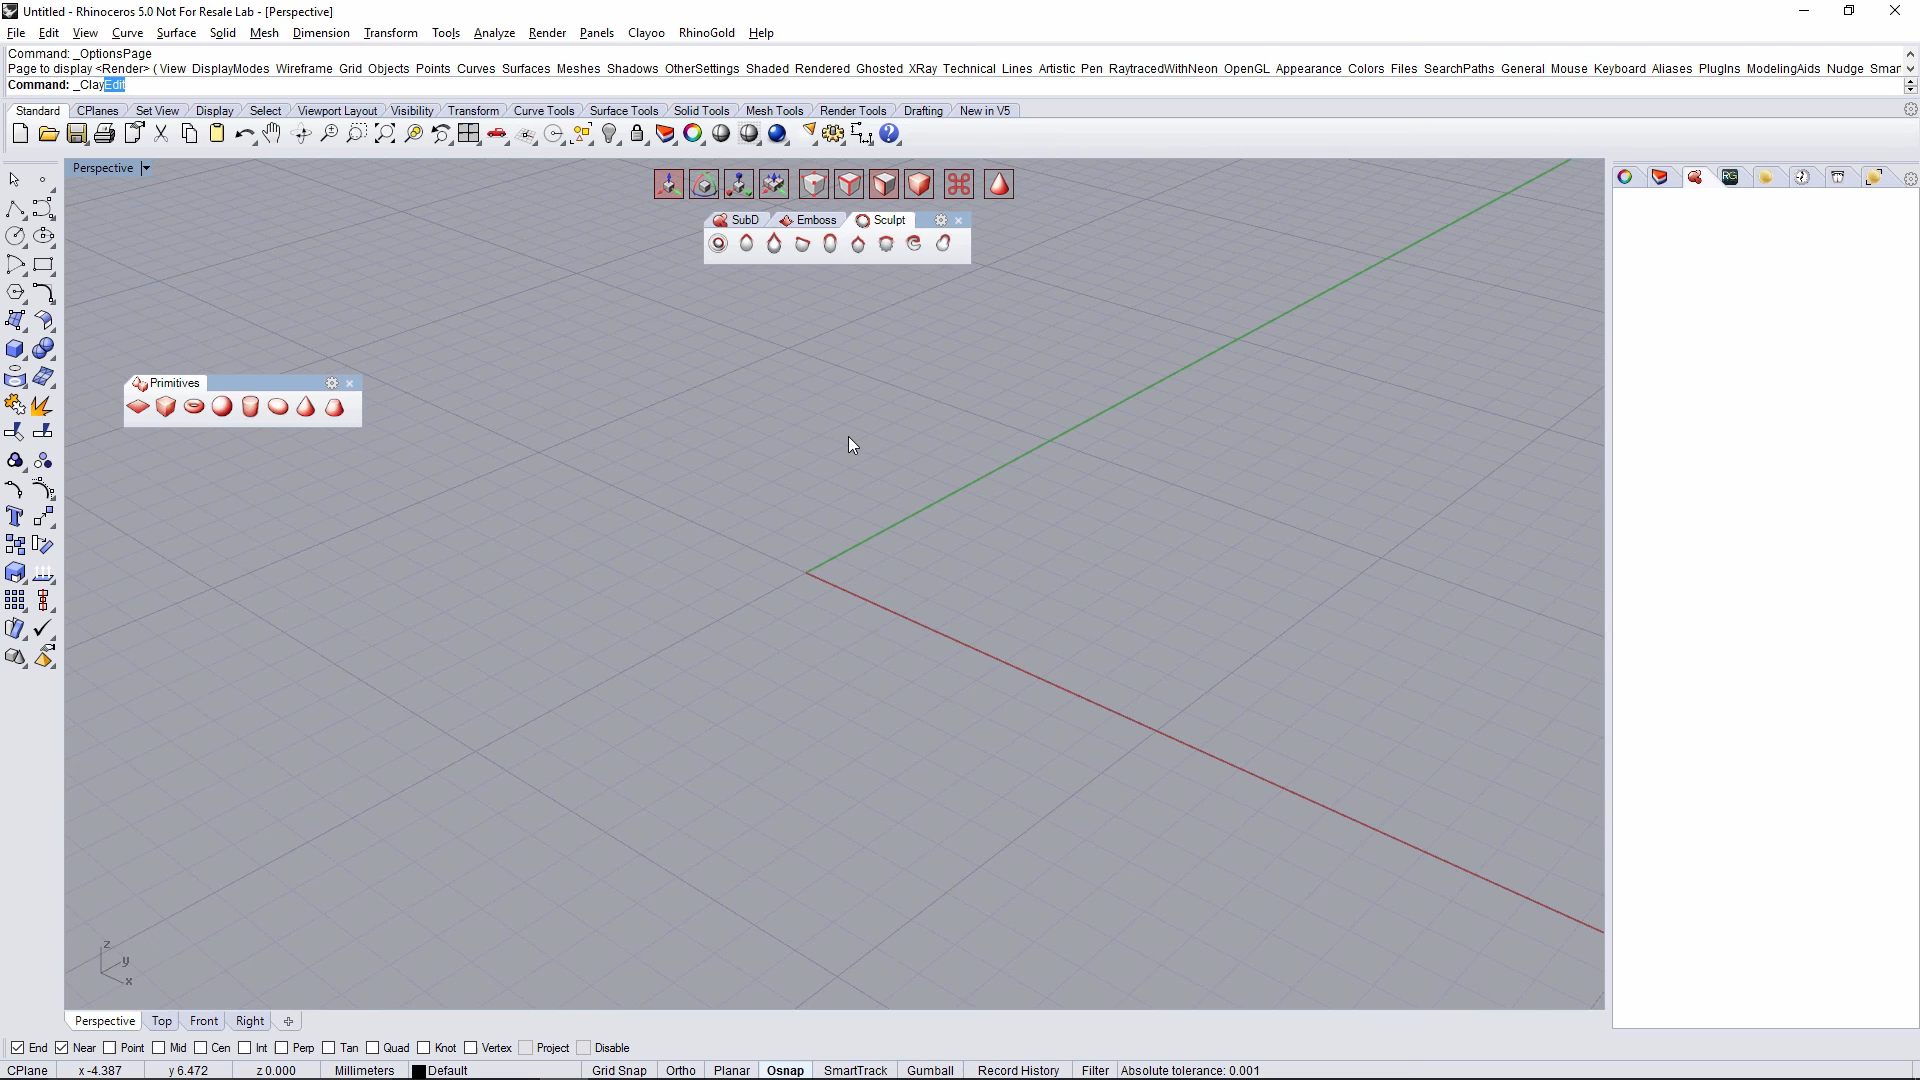 Untitled - Rhinoceros 5.0 Not For Resale Lab - [Perspective]
File Edit View Curve Surface Solid Mesh Dimension Transform Tools Analyze Render Panels Clayoo RhinoGold Help
Command: _OptionsPage
Page to display <Render> ( View DisplayModes Wireframe Grid Objects Points Curves Surfaces Meshes Shadows OtherSettings Shaded Rendered Ghosted XRay Technical Lines Artistic Pen RaytracedWithNeon OpenGL Appearance Colors Files SearchPaths General Mouse Keyboard Aliases PlugIns ModelingAids Nudge Smar
Command: _ClayEdit
Standard CPlanes Set View Display Select Viewport Layout Visibility Transform Curve Tools Surface Tools Solid Tools Mesh Tools Render Tools Drafting New in V5
Perspective
RG
SubD Emboss Sculpt
Primitives
z
y
x
Perspective Top Front Right
End Near Point Mid Cen Int Perp Tan Quad Knot Vertex Project Disable
CPlane x -4.387 y 6.472 z 0.000 Millimeters Default Grid Snap Ortho Planar Osnap SmartTrack Gumball Record History Filter Absolute tolerance: 0.001